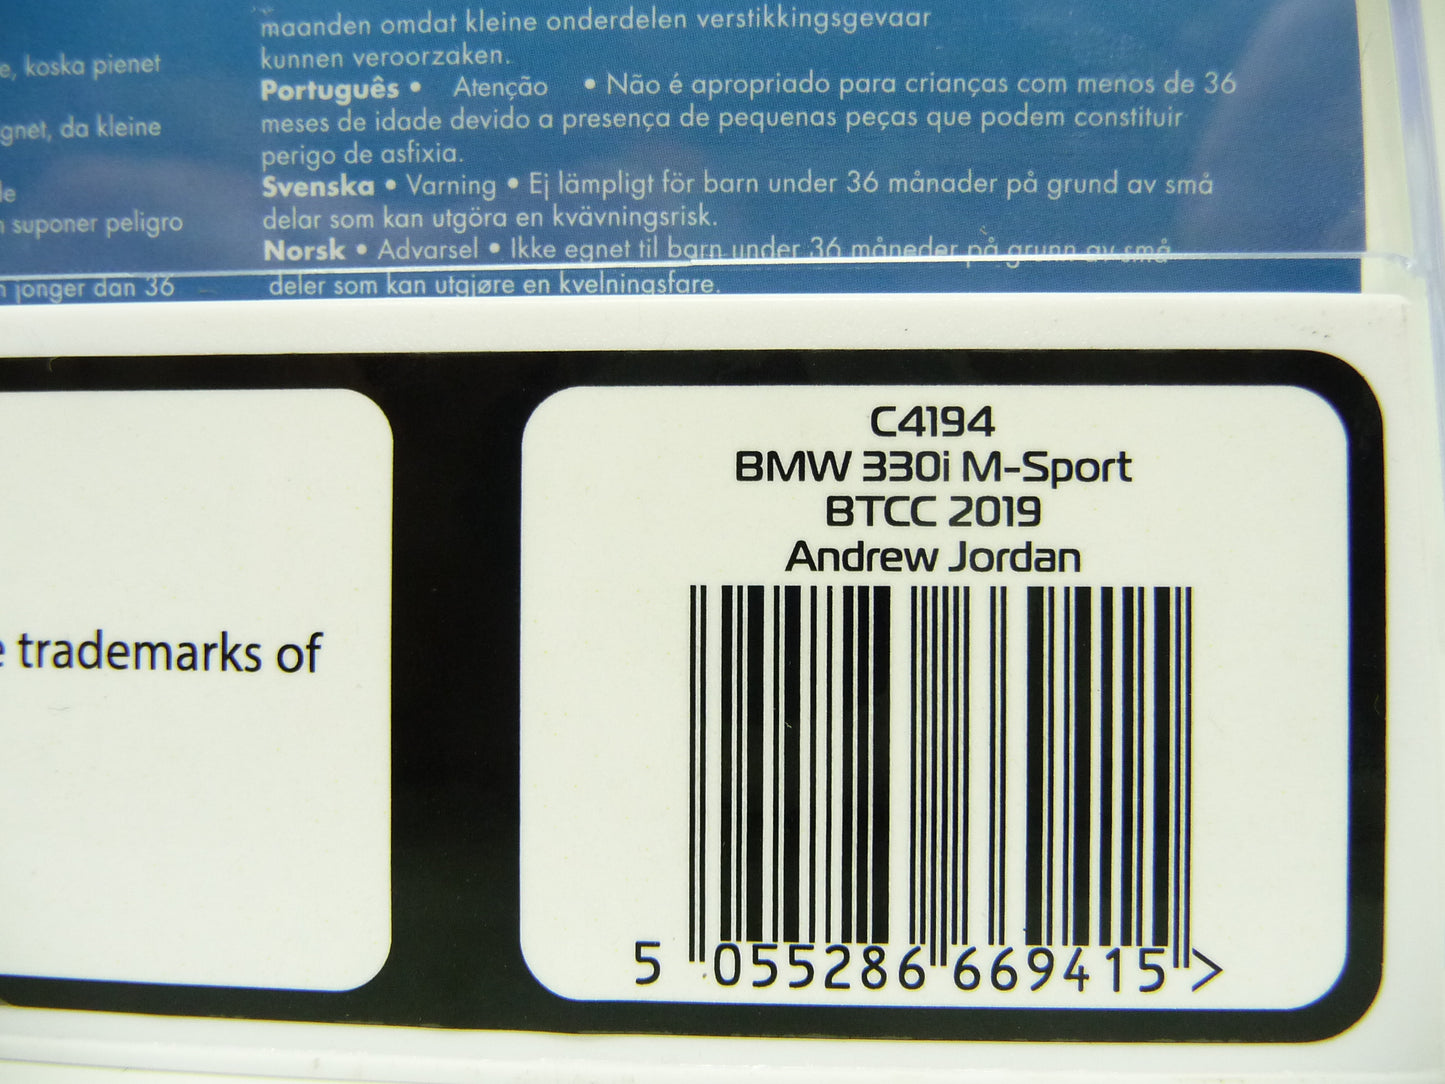 e, koska pienet
gnet, da kleine
de
n suponer peligro
n jonger dan 36
maanden omdat kleine onderdelen verstikkingsgevaar
kunnen veroorzaken.
Português • Atenção • Não é apropriado para crianças com menos de 36
meses de idade devido a presença de pequenas peças que podem constituir
perigo de asfixia.
Svenska • Varning • Ej lämpligt för barn under 36 månader på grund av små
delar som kan utgöra en kvävningsrisk.
Norsk • Advarsel • Ikke egnet til barn under 36 måneder på grunn av små
deler som kan utgjøre en kvelningsfare.
e trademarks of
C4194
BMW 330i M-Sport
BTCC 2019
Andrew Jordan
5 055286 669415 >